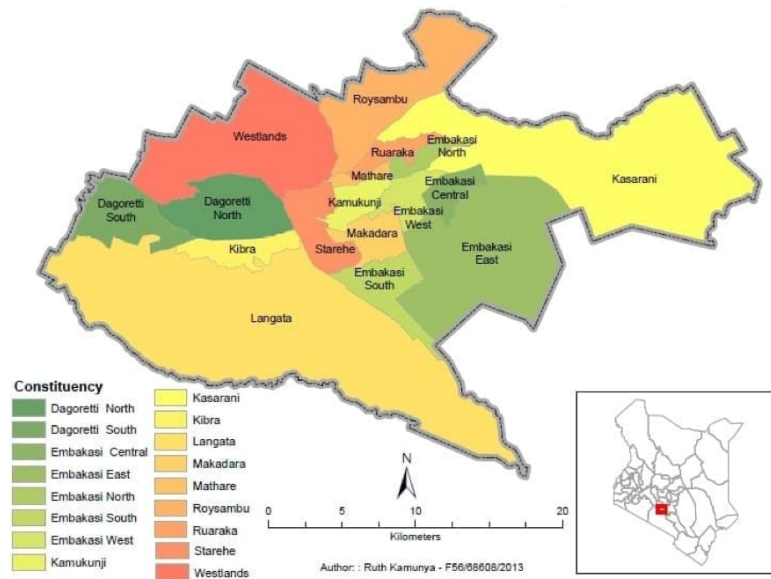 Roysambu
Westlands
Ruaraka
Embakasi
North
Kasarani
Mathare
Embakasi
Central
Dagoretti
South
Dagoretti
North
Kamukunji
Embakasi
West
Makadara
Kibra
Starehe
Embakasi
East
Embakasi
South
Langata
Constituency
Dagoretti North
Dagoretti South
Embakasi Central
Embakasi East
Embakasi North
Embakasi South
Embakasi West
Kamukunji
Kasarani
Kibra
Langata
Makadara
Mathare
Roysambu
Ruaraka
Starehe
Westlands
N
0 5 10 20
Kilometers
Author: : Ruth Kamunya - F56/68608/2013